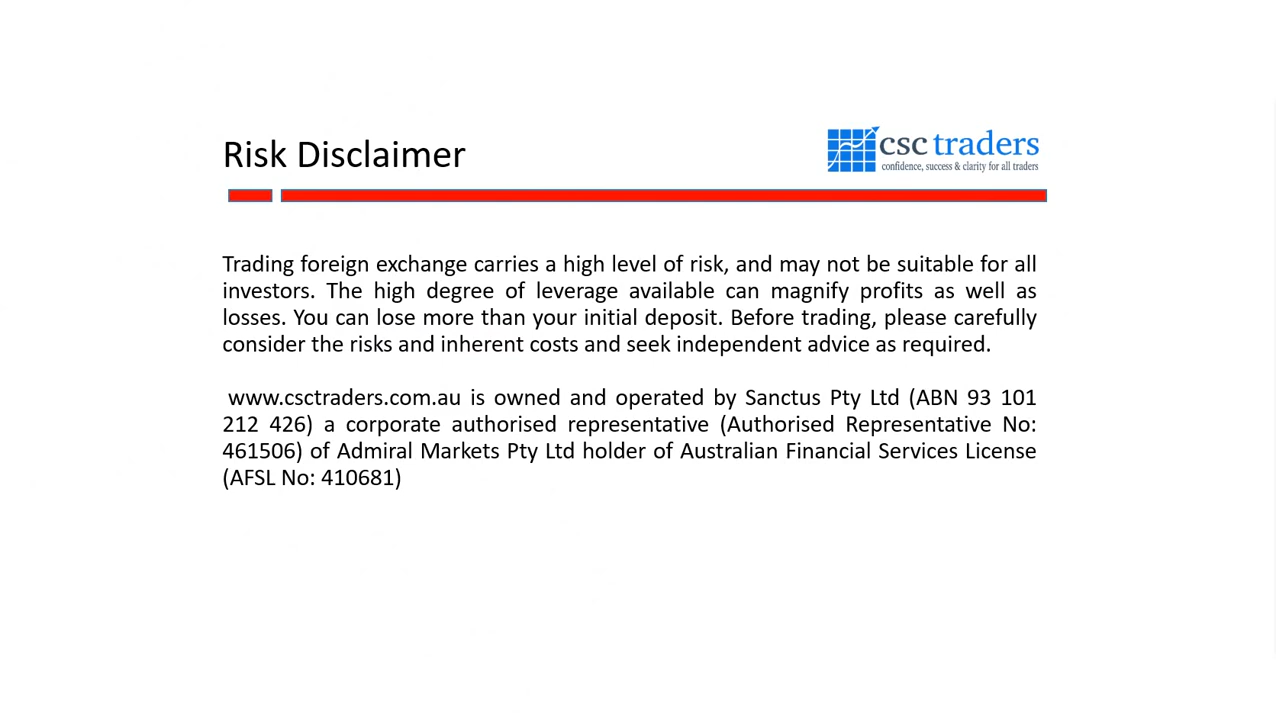 Risk Disclaimer
csc traders
confidence, success & clarity for all traders
Trading foreign exchange carries a high level of risk, and may not be suitable for all
investors. The high degree of leverage available can magnify profits as well as
losses. You can lose more than your initial deposit. Before trading, please carefully
consider the risks and inherent costs and seek independent advice as required.
www.csctraders.com.au is owned and operated by Sanctus Pty Ltd (ABN 93 101
212 426) a corporate authorised representative (Authorised Representative No:
461506) of Admiral Markets Pty Ltd holder of Australian Financial Services License
(AFSL No: 410681)